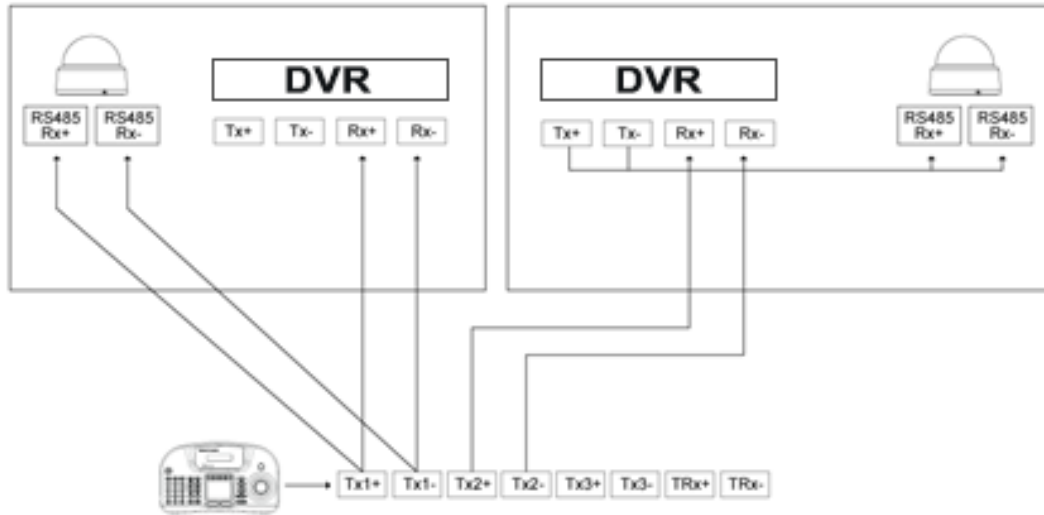 DVR
RS485
Rx+
RS485
Rx-
Tx+
Tx-
Rx+
Rx-
DVR
Tx+
Tx-
Rx+
Rx-
RS485
Rx+
RS485
Rx-
Tx1+
Tx1-
Tx2+
Tx2-
Tx3+
Tx3-
TRx+
TRx-